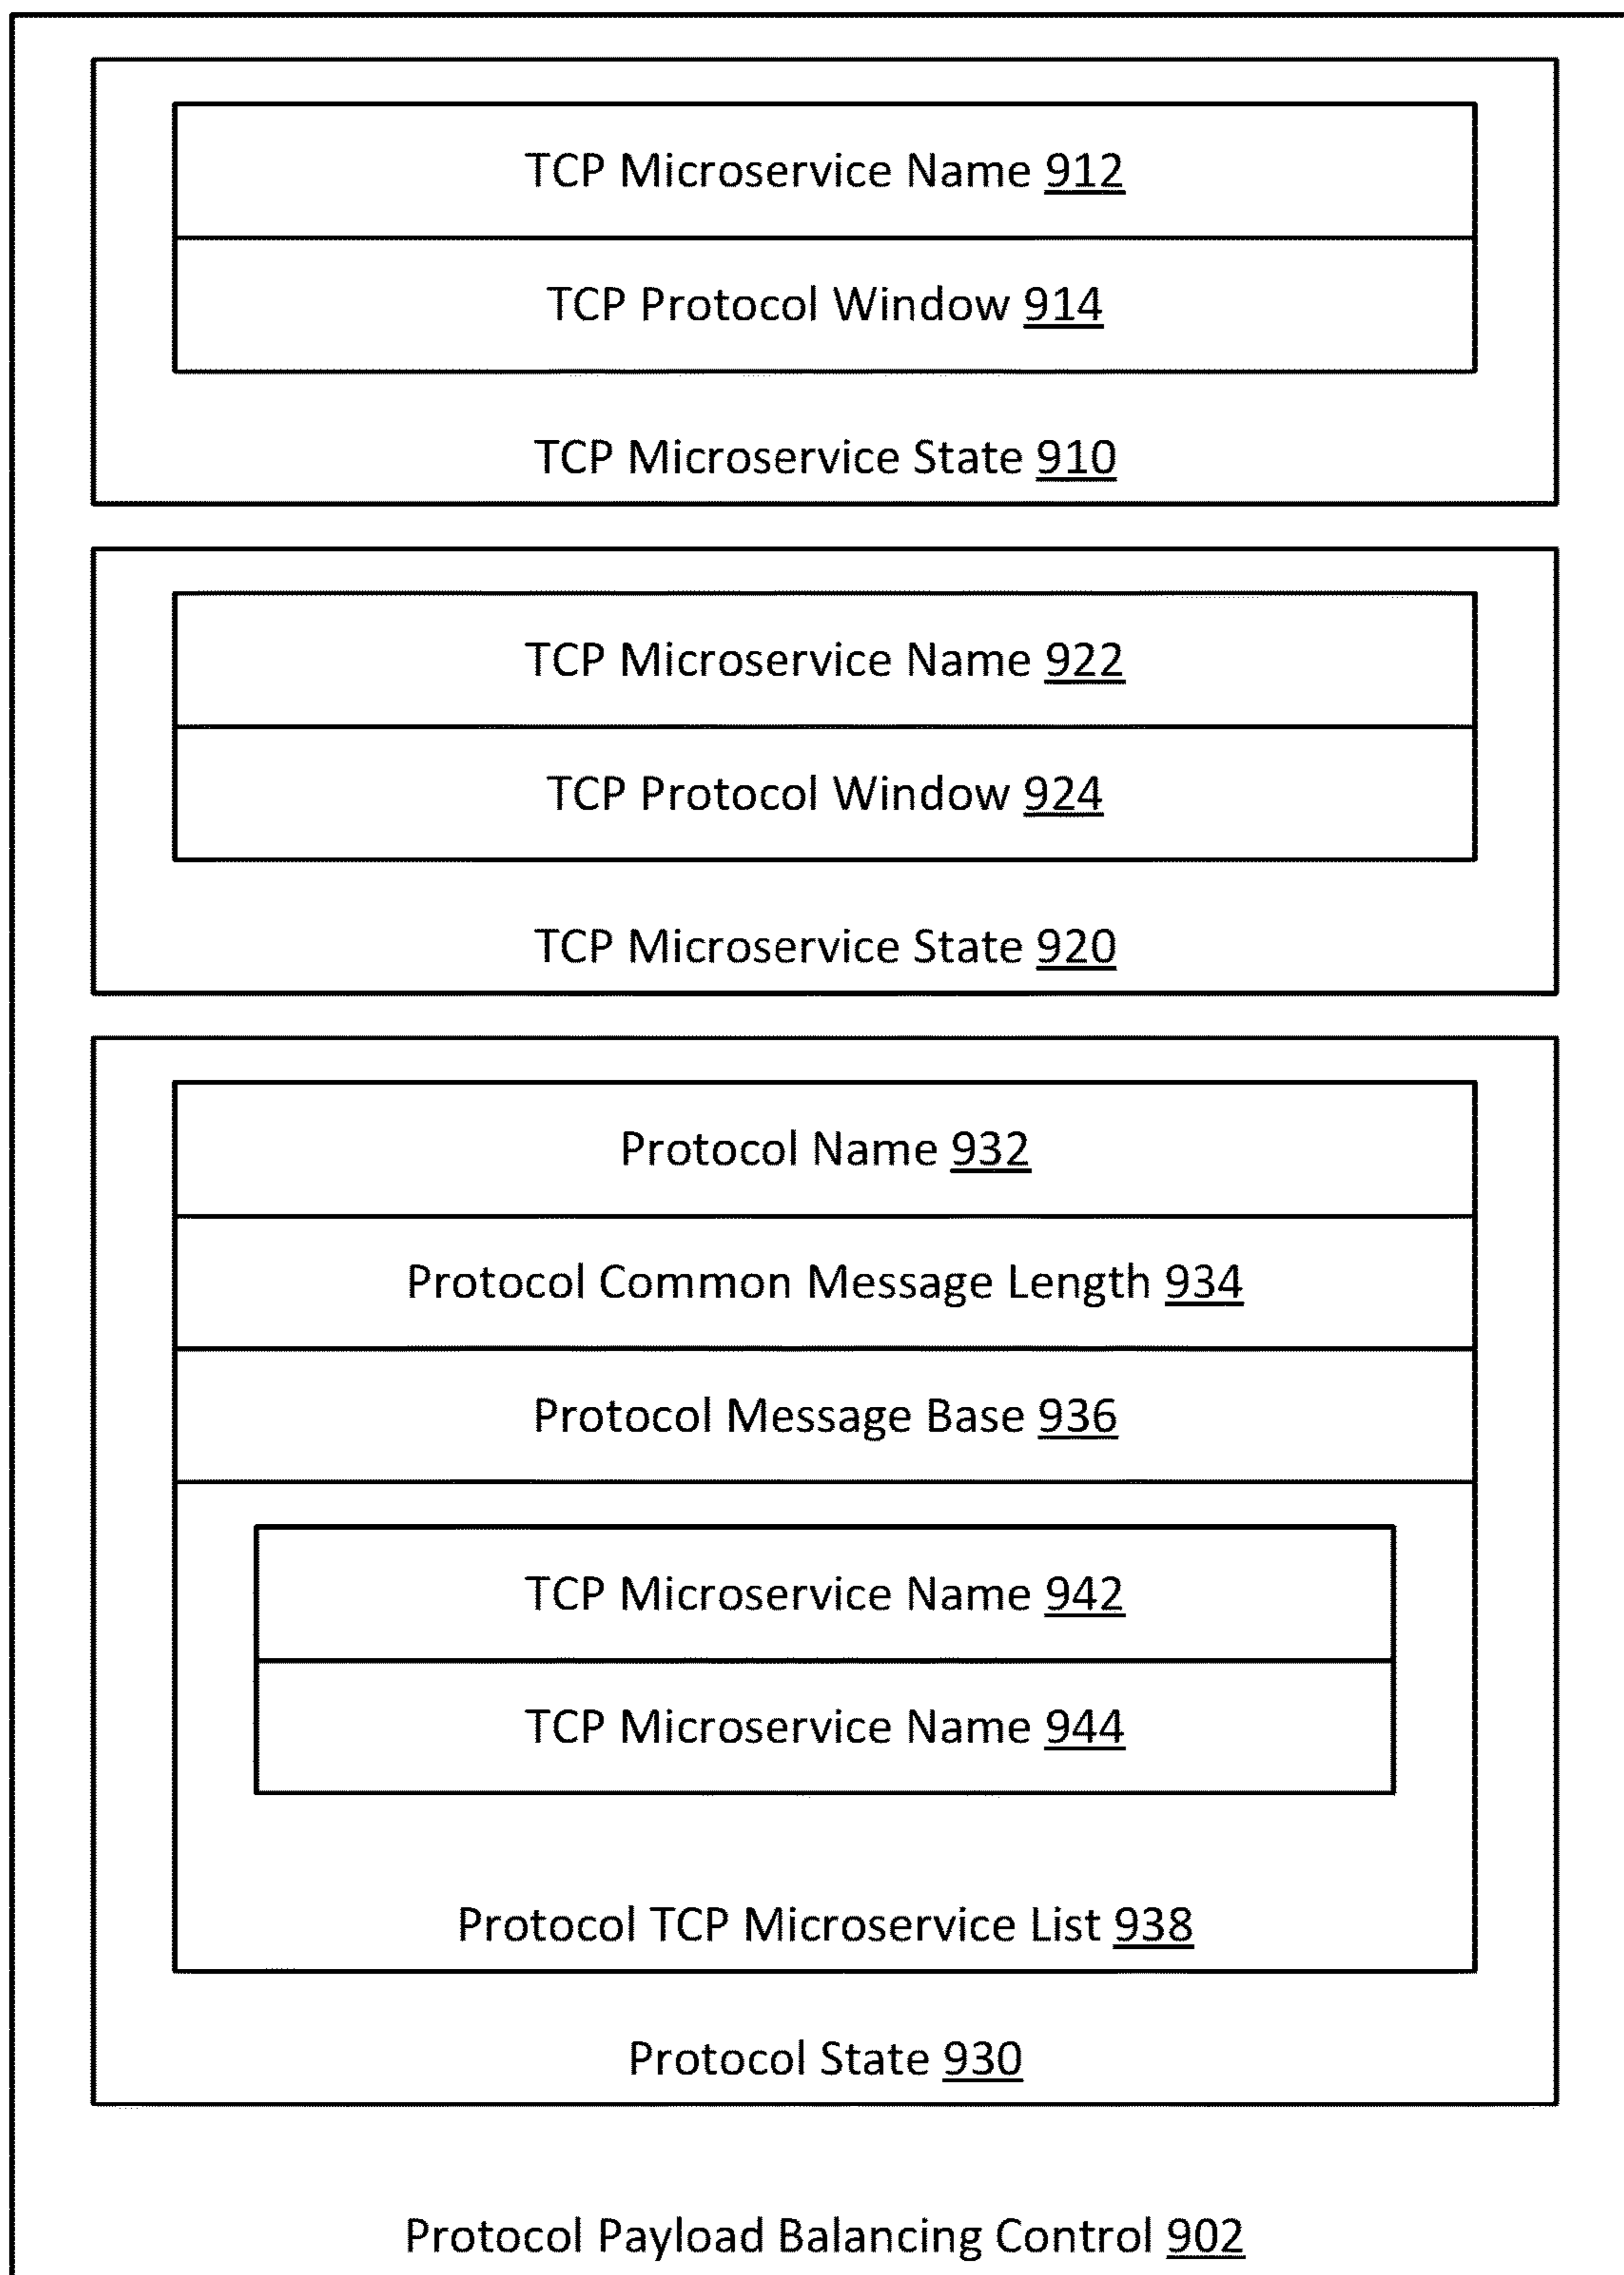 TCP Microservice Name 912
TCP Protocol Window 914
TCP Microservice State 910
TCP Microservice Name 922
TCP Protocol Window 924
TCP Microservice State 920
Protocol Name 932
Protocol Common Message Length 934
Protocol Message Base 936
TCP Microservice Name 942
TCP Microservice Name 944
Protocol TCP Microservice List 938
Protocol State 930
Protocol Payload Balancing Control 902